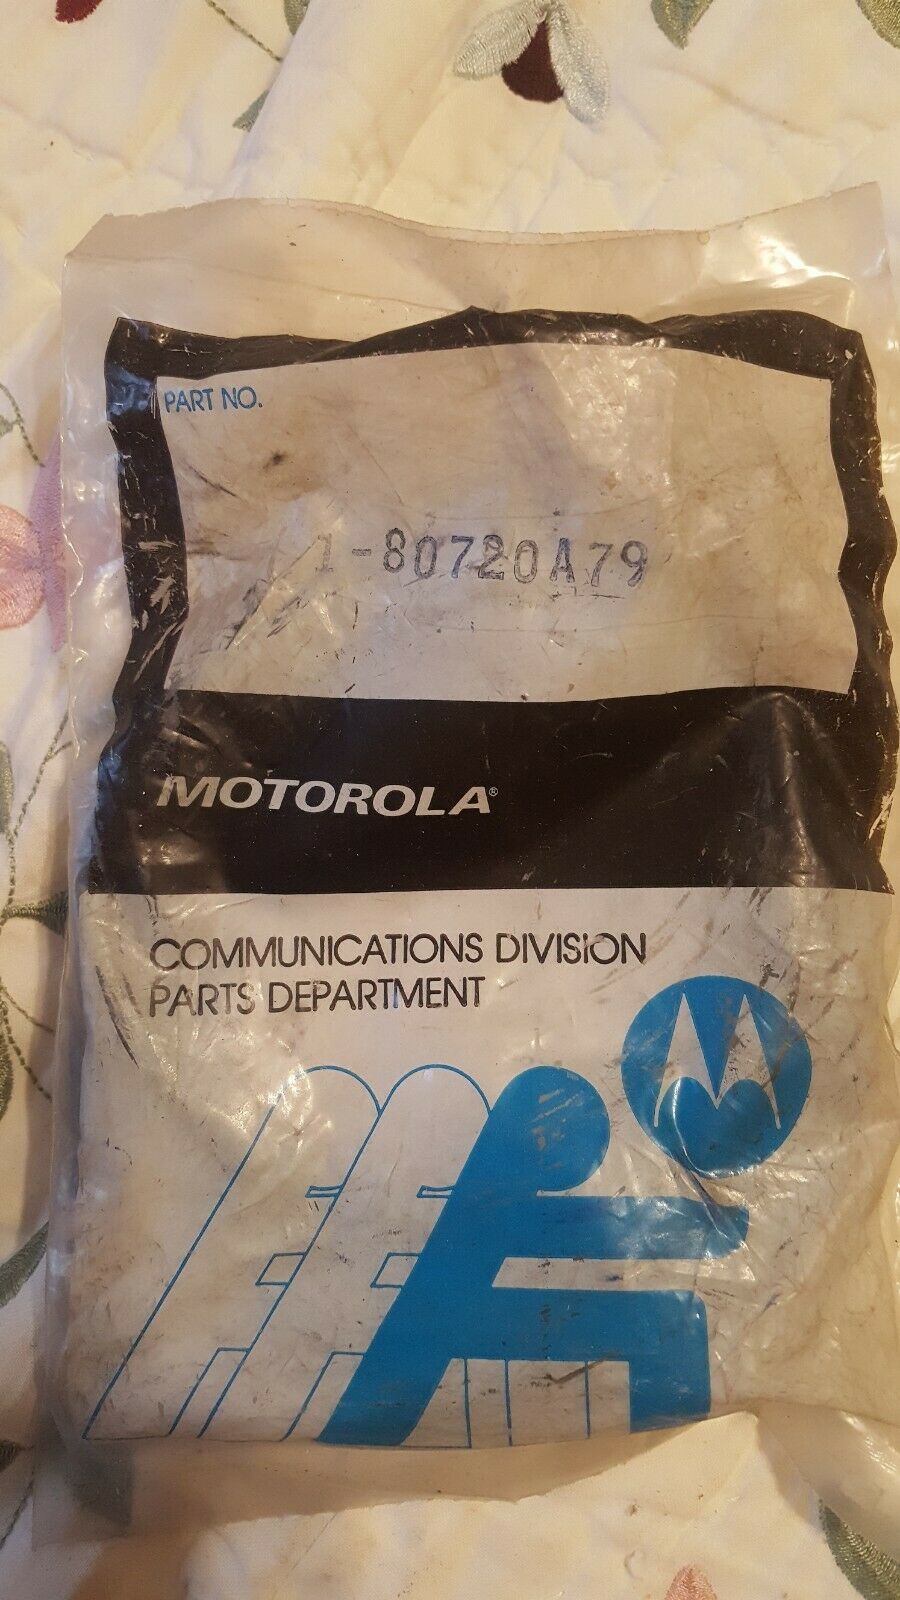 PART NO.
1-80720A79
MOTOROLA®
COMMUNICATIONS DIVISION
PARTS DEPARTMENT